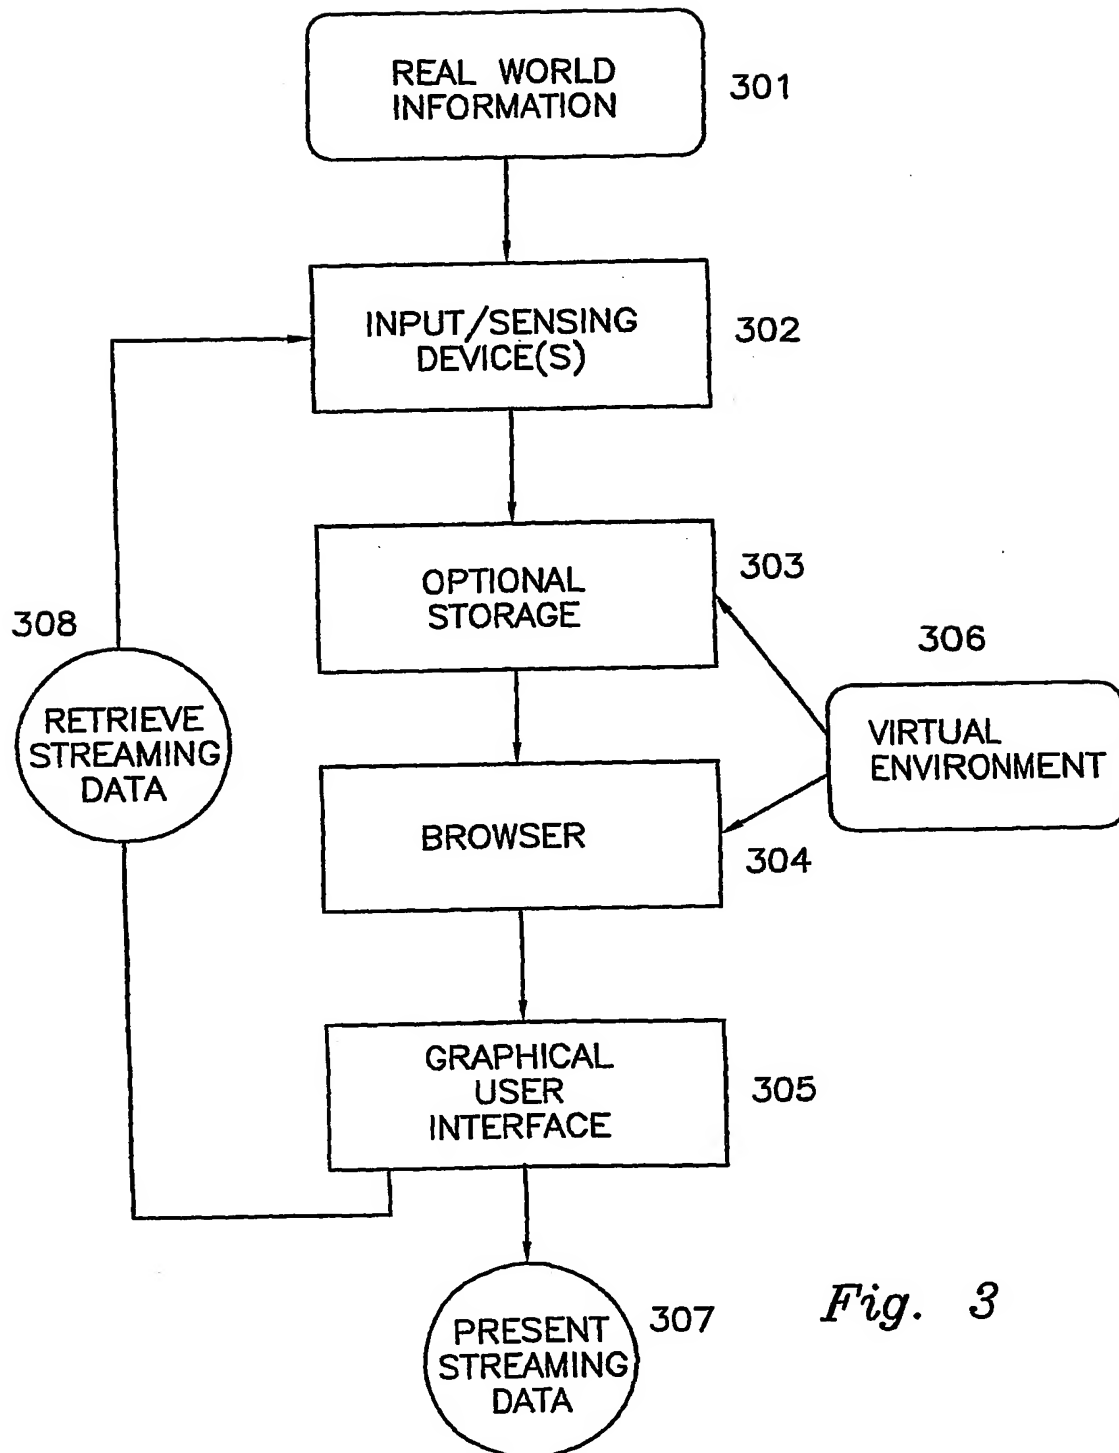 REAL WORLD
INFORMATION
301
INPUT/SENSING
DEVICE(S)
302
OPTIONAL
STORAGE
303
308
306
RETRIEVE
STREAMING
DATA
VIRTUAL
ENVIRONMENT
BROWSER
304
GRAPHICAL
USER
INTERFACE
305
PRESENT
STREAMING
DATA
307
Fig. 3